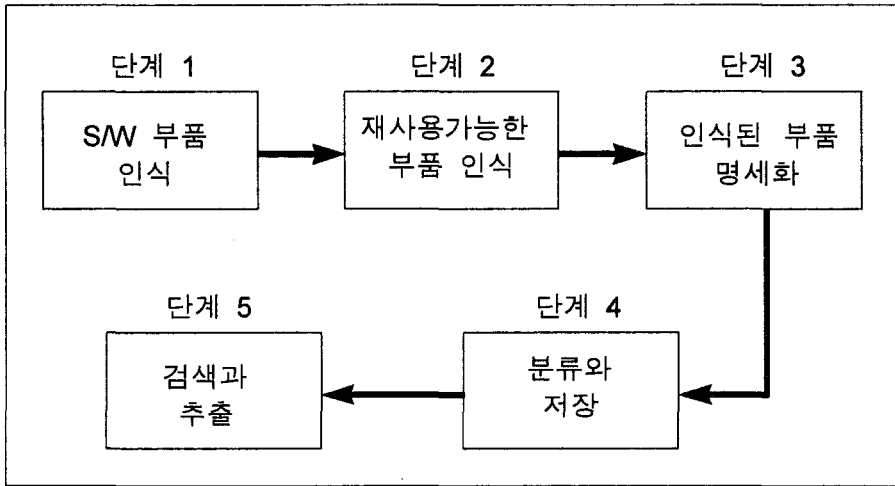 단계 1
S/W 부품
인식
단계 2
재사용가능한
부품 인식
단계 3
인식된 부품
명세화
단계 4
분류와
저장
단계 5
검색과
추출